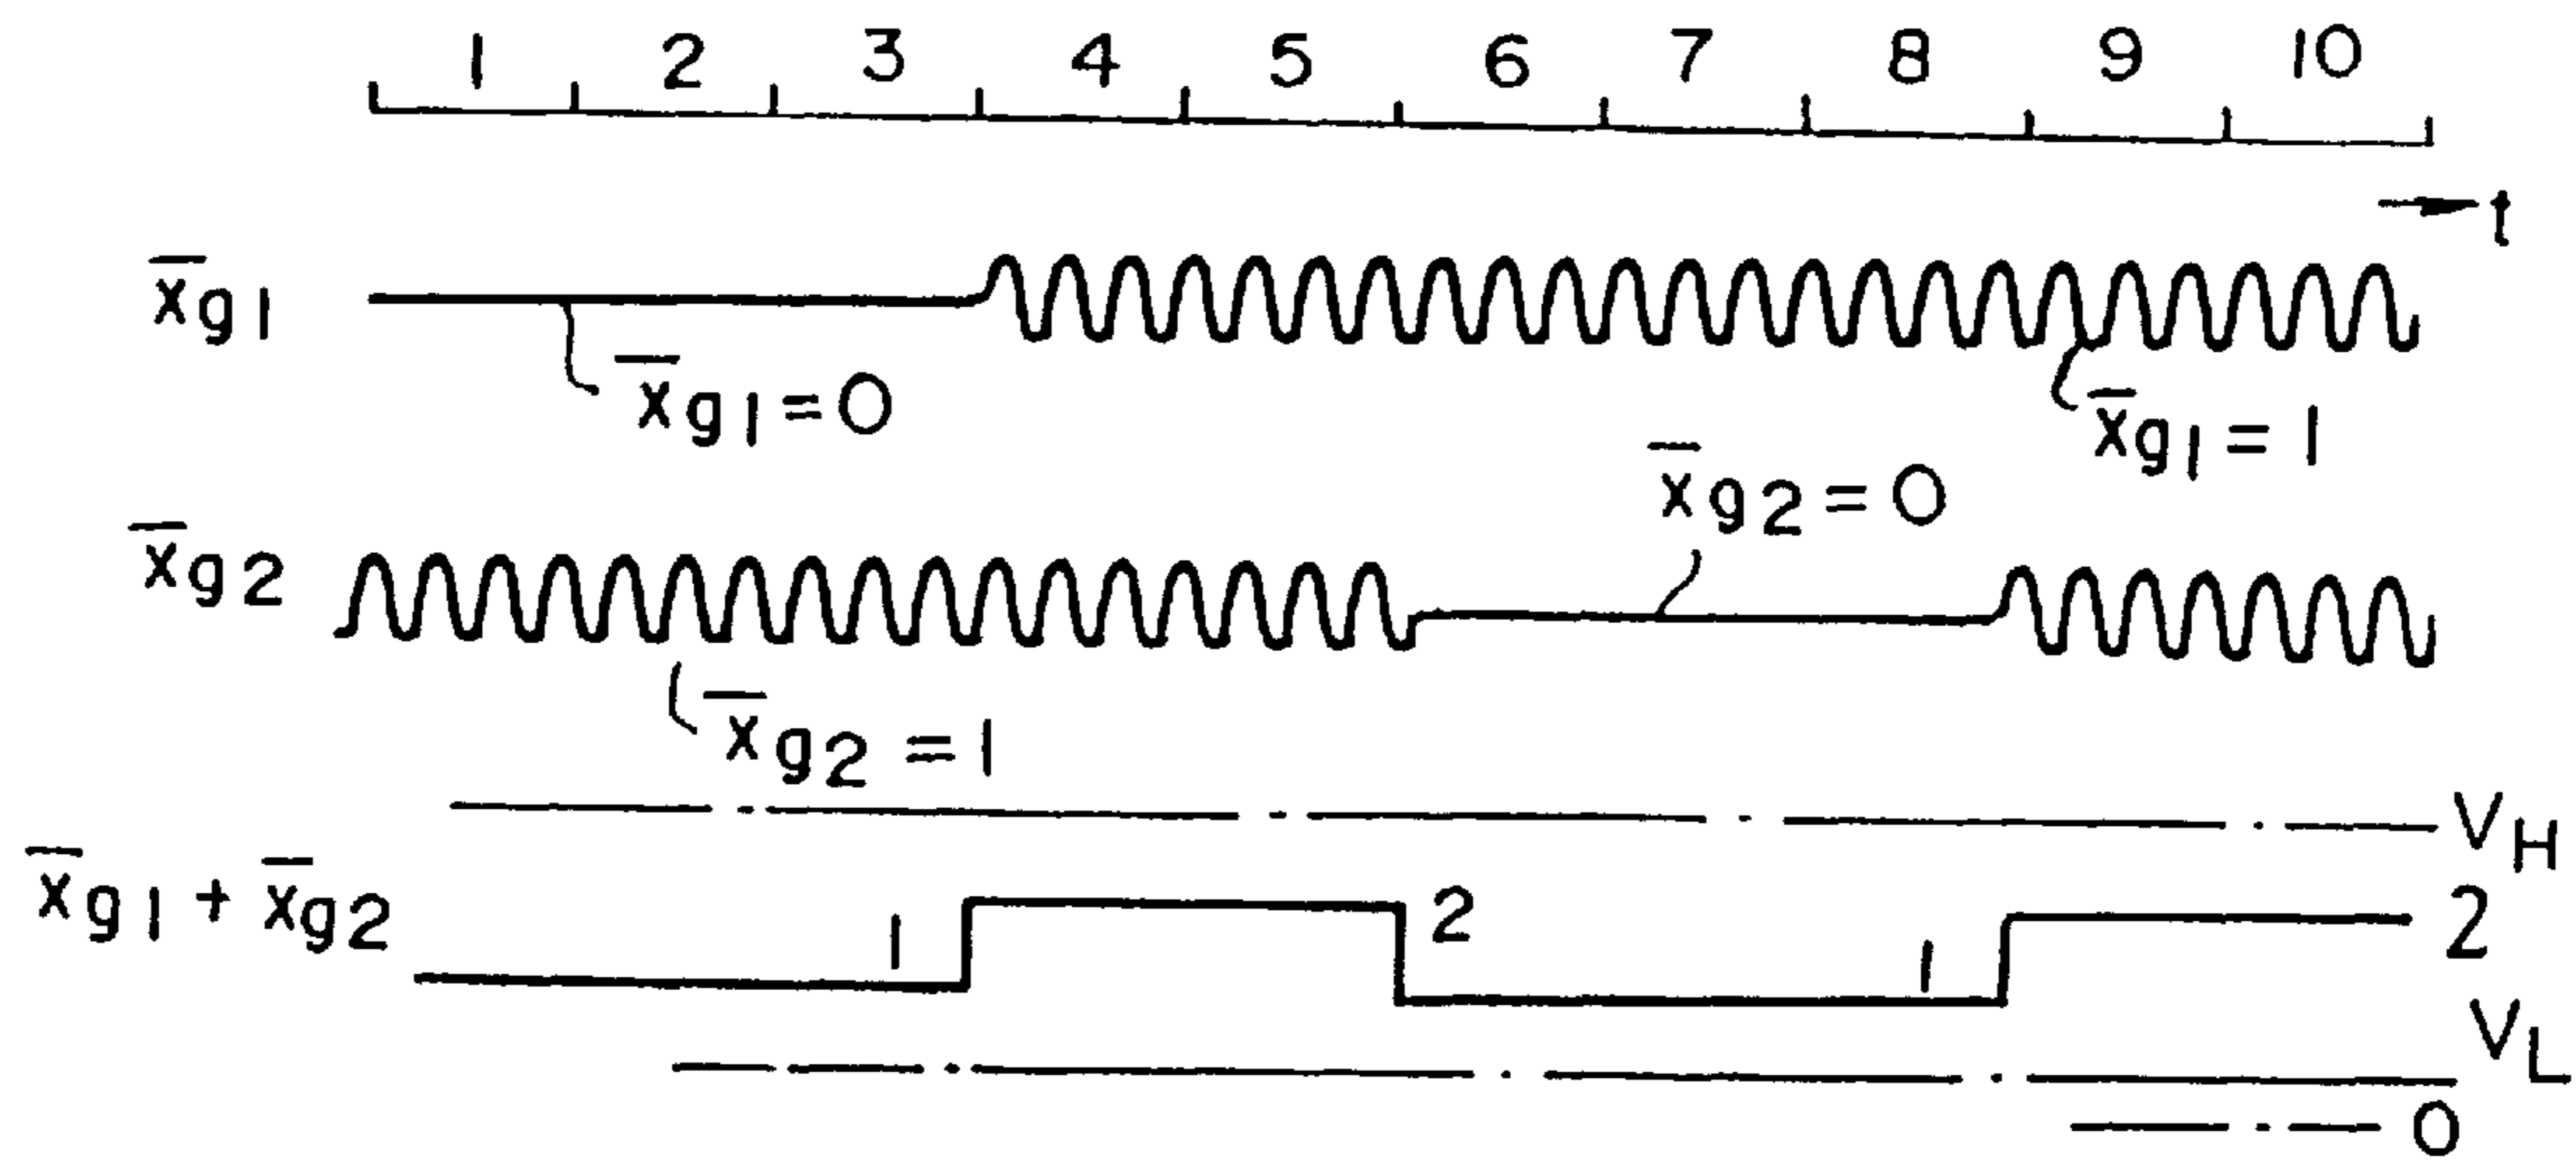 1 2 3 4 5 6 7 8 9 10
t
x̄g1
x̄g1=0
x̄g1=1
x̄g2=0
x̄g2
x̄g2=1
VH
x̄g1+x̄g2
1 2 1 2
VL
0